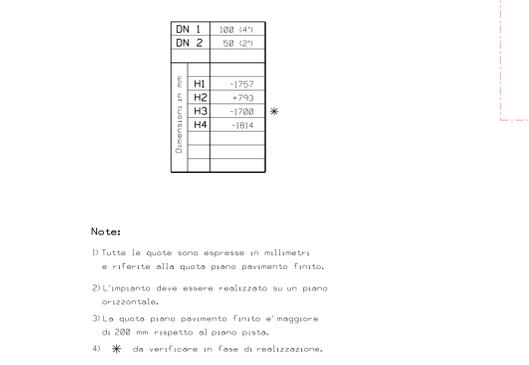 DN 1 100 (4")
DN 2 50 (2")
Dimensioni in mm
H1 -1757
H2 +793
H3 -1700 ✳
H4 -1814
Note:
1) Tutte le quote sono espresse in millimetri
e riferite alla quota piano pavimento finito.
2) L'impianto deve essere realizzato su un piano
orizzontale.
3) La quota piano pavimento finito e' maggiore
di 200 mm rispetto al piano pista.
4) ✳ da verificare in fase di realizzazione.